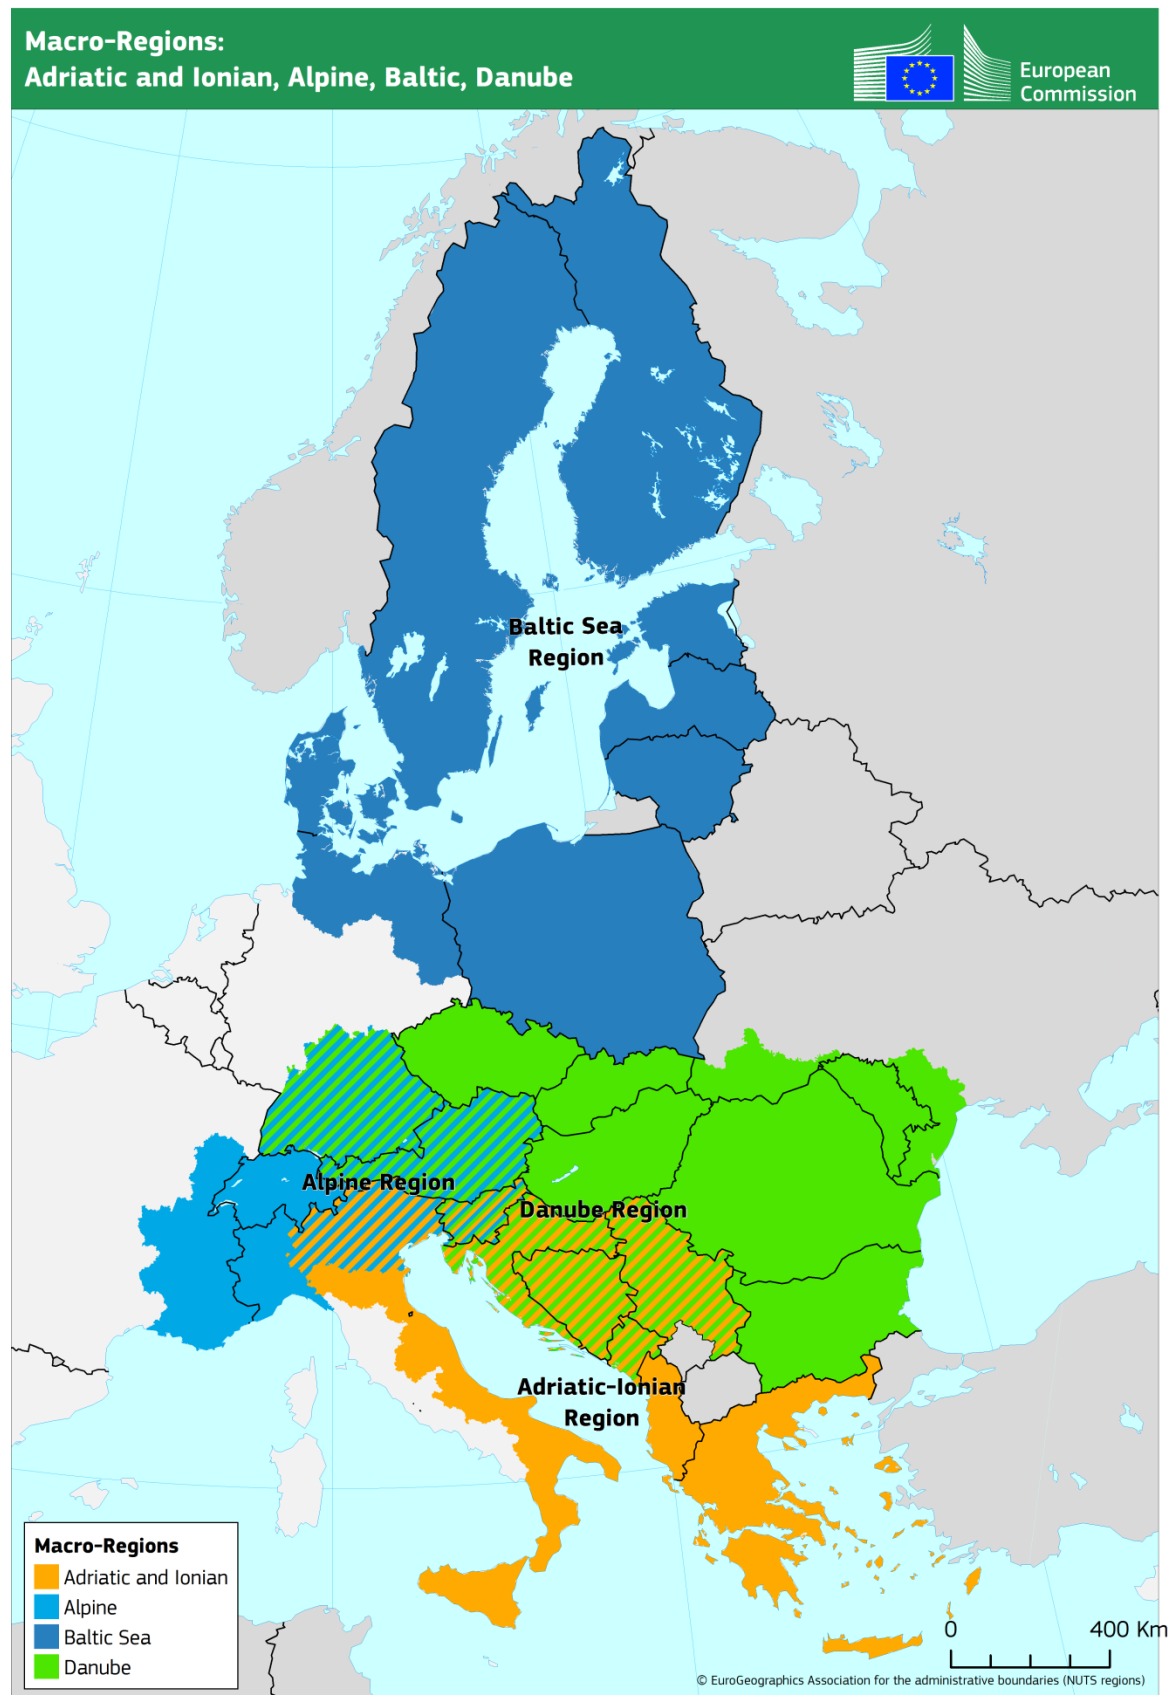 Macro-Regions:
Adriatic and Ionian, Alpine, Baltic, Danube
European
Commission
Baltic Sea
Region
Alpine Region
Danube Region
Adriatic-Ionian
Region
Macro-Regions
Adriatic and Ionian
Alpine
Baltic Sea
Danube
0 400 Km
© EuroGeographics Association for the administrative boundaries (NUTS regions)